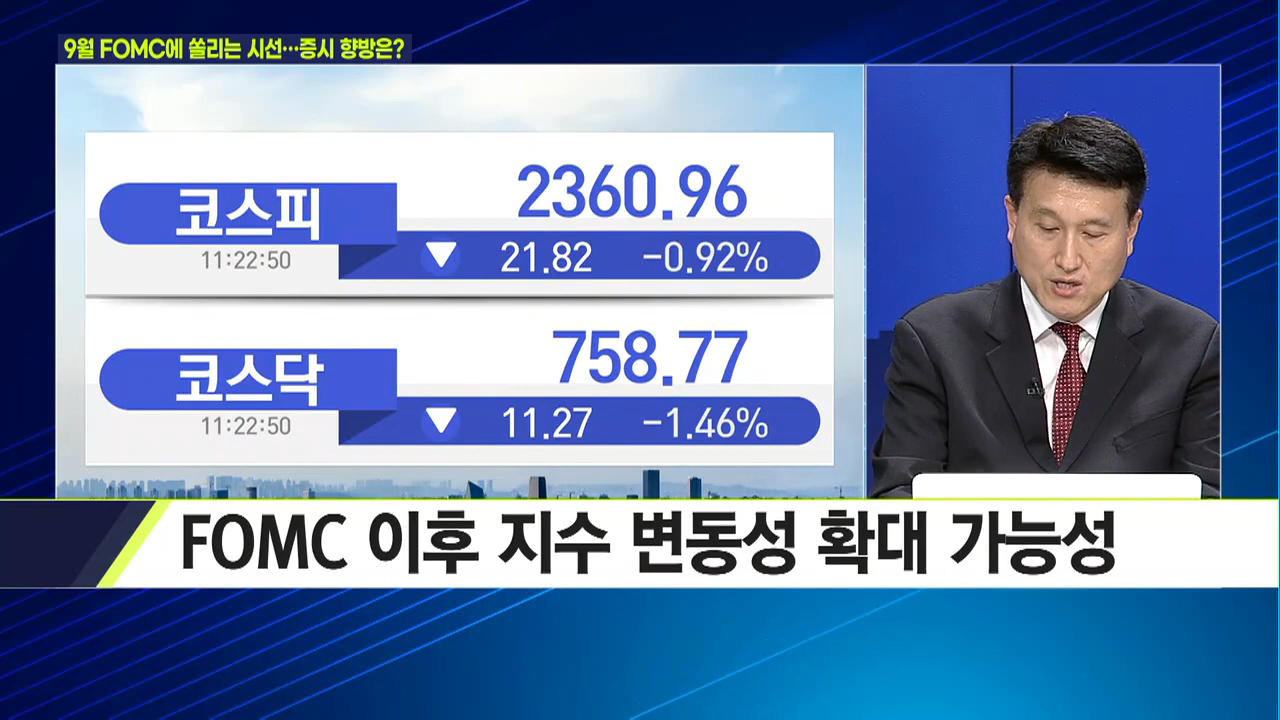 9월 FOMC에 쏠리는 시선…증시 향방은?
코스피
2360.96
11:22:50
▼ 21.82 -0.92%
코스닥
758.77
11:22:50
▼ 11.27 -1.46%
FOMC 이후 지수 변동성 확대 가능성